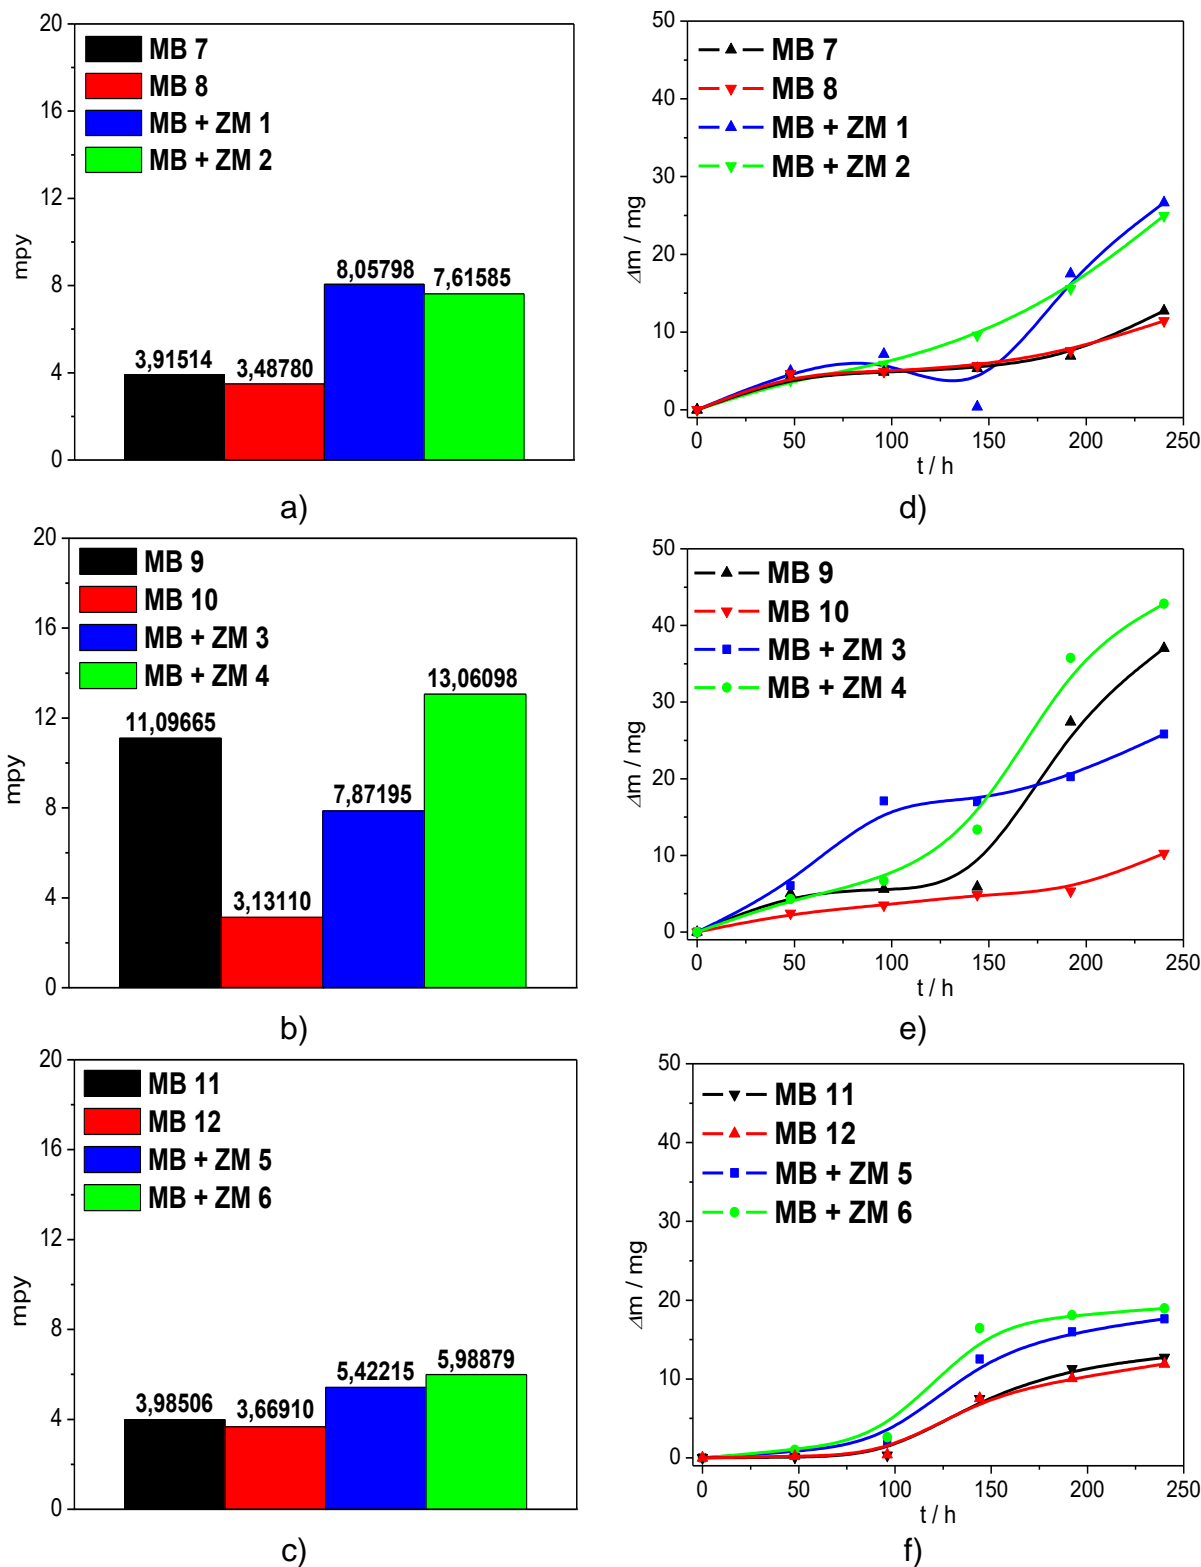 20
16
12
8
4
0
mpy
MB 7
MB 8
MB + ZM 1
MB + ZM 2
3,91514
3,48780
8,05798
7,61585
a)
50
40
30
20
10
0
Δm / mg
MB 7
MB 8
MB + ZM 1
MB + ZM 2
0 50 100 150 200 250
t / h
d)
20
16
12
8
4
0
mpy
MB 9
MB 10
MB + ZM 3
MB + ZM 4
11,09665
3,13110
7,87195
13,06098
b)
50
40
30
20
10
0
Δm / mg
MB 9
MB 10
MB + ZM 3
MB + ZM 4
0 50 100 150 200 250
t / h
e)
20
16
12
8
4
0
mpy
MB 11
MB 12
MB + ZM 5
MB + ZM 6
3,98506
3,66910
5,42215
5,98879
c)
50
40
30
20
10
0
Δm / mg
MB 11
MB 12
MB + ZM 5
MB + ZM 6
0 50 100 150 200 250
t / h
f)